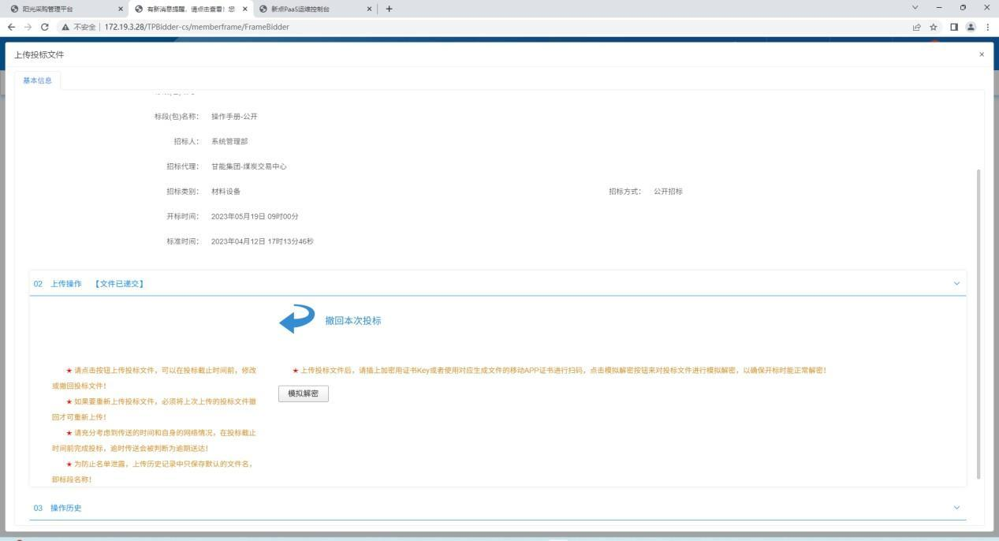 阳光采购管理平台
有新消息提醒，请点击查看！您
新点PaaS运维控制台
不安全
172.19.3.28/TPBidder-cs/memberframe/FrameBidder
上传投标文件
基本信息
标段(包)名称： 操作手册-公开
招标人： 系统管理部
招标代理： 甘能集团-煤炭交易中心
招标类别： 材料设备 招标方式： 公开招标
开标时间： 2023年05月19日 09时00分
标准时间： 2023年04月12日 17时13分46秒
02 上传操作 【文件已递交】
撤回本次投标
★ 请点击按钮上传投标文件，可以在投标截止时间前，修改
或撤回投标文件！
★ 如果要重新上传投标文件，必须将上次上传的投标文件撤
回才可重新上传！
★ 请充分考虑到传送的时间和自身的网络情况，在投标截止
时间前完成投标，逾时传送会被判断为逾期送达！
★ 为防止名单泄露，上传历史记录中只保存默认的文件名，
即标段名称！
★ 上传投标文件后，请插上加密用证书Key或者使用对应生成文件的移动APP证书进行扫码，点击模拟解密按钮来对投标文件进行模拟解密，以确保开标时能正常解密！
模拟解密
03 操作历史